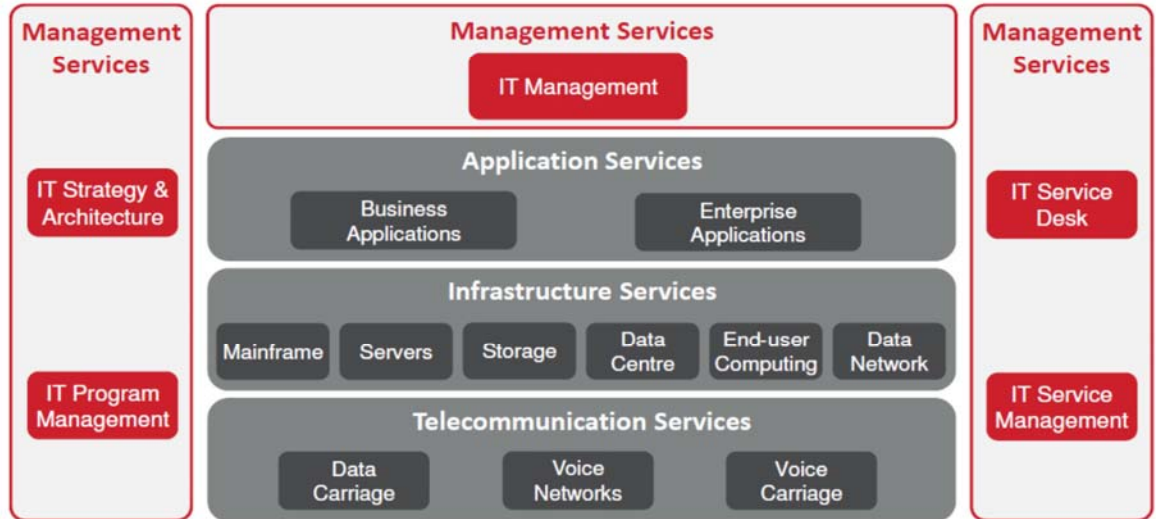 Management
Services
IT Strategy &
Architecture
IT Program
Management
Management Services
IT Management
Application Services
Business
Applications
Enterprise
Applications
Infrastructure Services
Mainframe
Servers
Storage
Data
Centre
End-user
Computing
Data
Network
Telecommunication Services
Data
Carriage
Voice
Networks
Voice
Carriage
Management
Services
IT Service
Desk
IT Service
Management